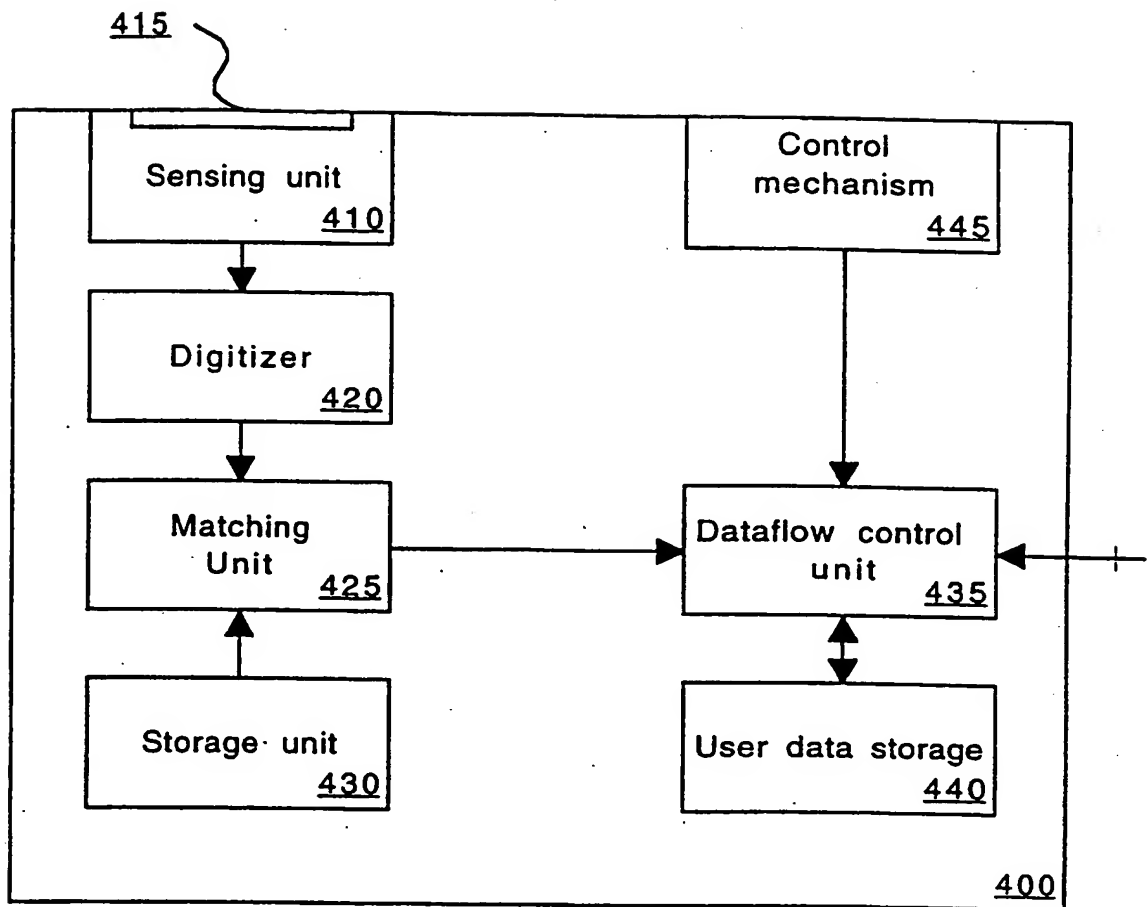 415
Sensing unit
410
Control
mechanism
445
Digitizer
420
Matching
Unit
425
Dataflow control
unit
435
Storage unit
430
User data storage
440
400